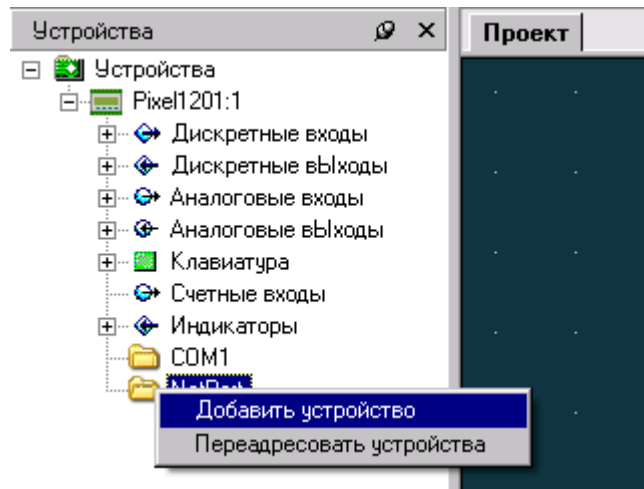 Устройства
Проект
Устройства
Pixel1201:1
Дискретные входы
Дискретные вЫходы
Аналоговые входы
Аналоговые вЫходы
Клавиатура
Счетные входы
Индикаторы
COM1
Добавить устройство
Переадресовать устройства